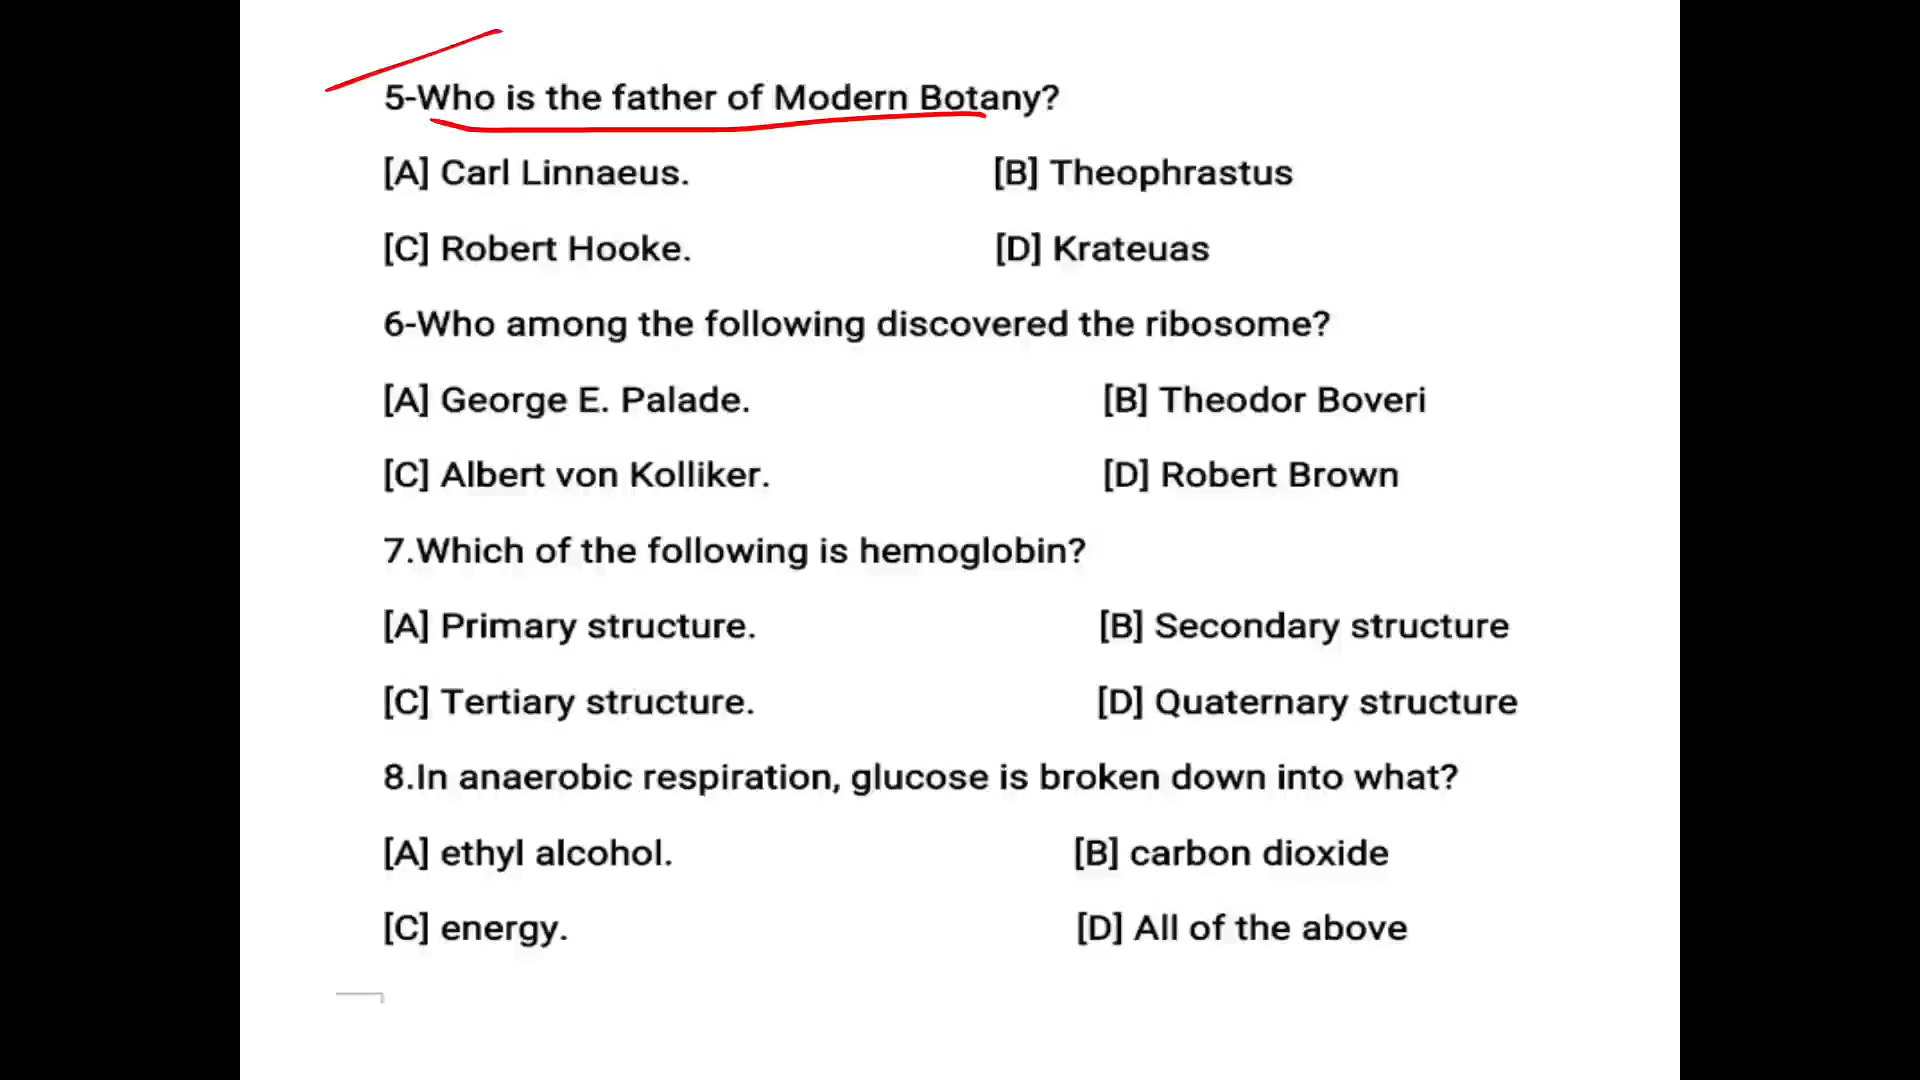 5-Who is the father of Modern Botany?
[A] Carl Linnaeus. [B] Theophrastus
[C] Robert Hooke. [D] Krateuas
6-Who among the following discovered the ribosome?
[A] George E. Palade. [B] Theodor Boveri
[C] Albert von Kolliker. [D] Robert Brown
7.Which of the following is hemoglobin?
[A] Primary structure. [B] Secondary structure
[C] Tertiary structure. [D] Quaternary structure
8.In anaerobic respiration, glucose is broken down into what?
[A] ethyl alcohol. [B] carbon dioxide
[C] energy. [D] All of the above